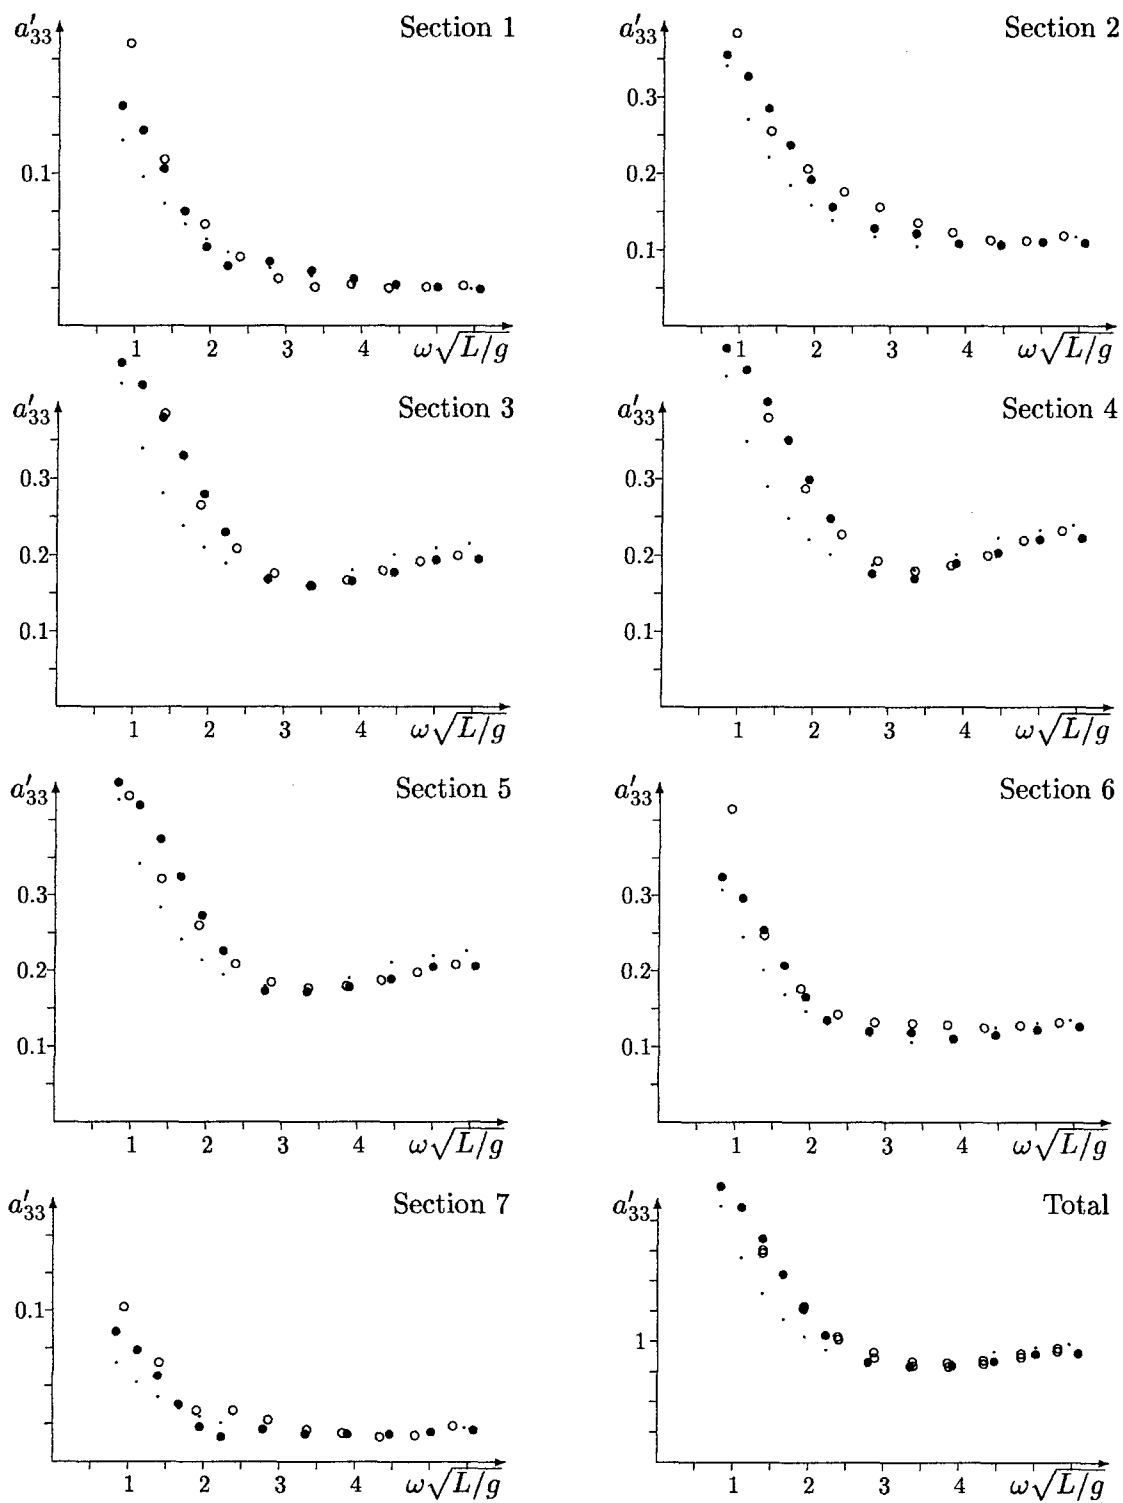 a′₃₃ Section 1
0.1
1 2 3 4 ω√L/g
a′₃₃ Section 2
0.3
0.2
0.1
1 2 3 4 ω√L/g
a′₃₃ Section 3
0.3
0.2
0.1
1 2 3 4 ω√L/g
a′₃₃ Section 4
0.3
0.2
0.1
1 2 3 4 ω√L/g
a′₃₃ Section 5
0.3
0.2
0.1
1 2 3 4 ω√L/g
a′₃₃ Section 6
0.3
0.2
0.1
1 2 3 4 ω√L/g
a′₃₃ Section 7
0.1
1 2 3 4 ω√L/g
a′₃₃ Total
1
1 2 3 4 ω√L/g